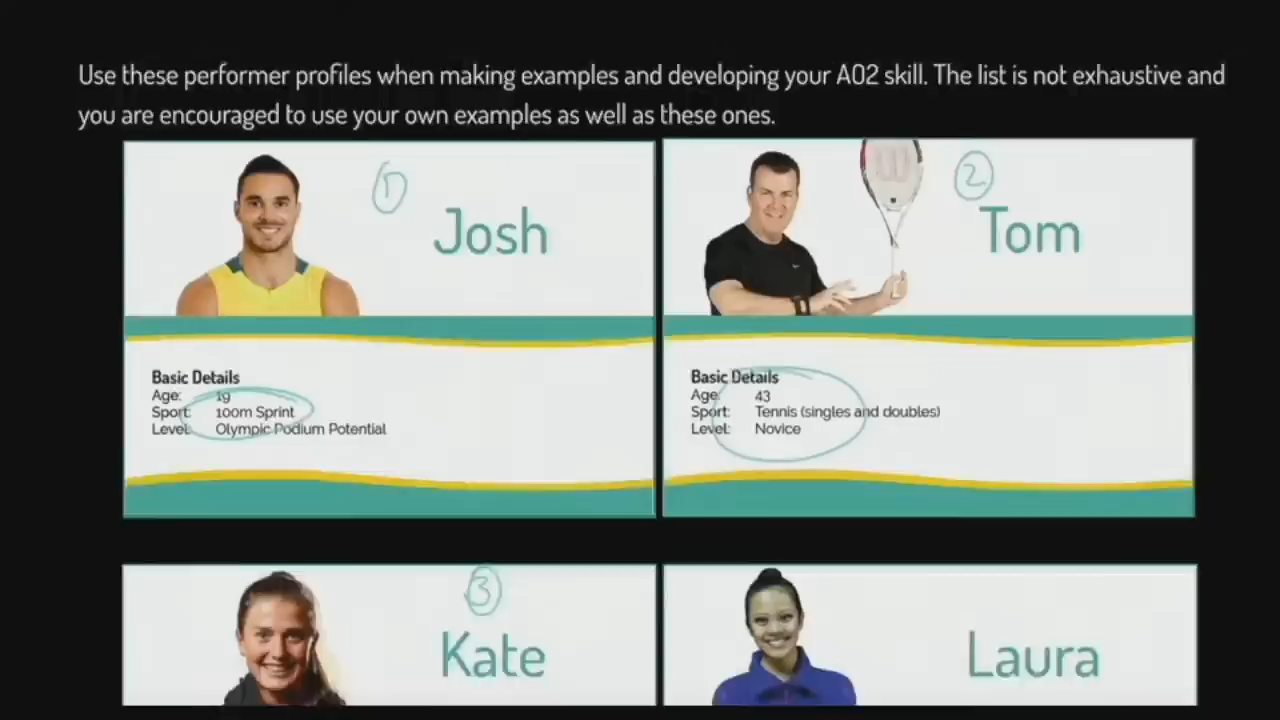 Use these performer profiles when making examples and developing your AO2 skill. The list is not exhaustive and
you are encouraged to use your own examples as well as these ones.
1
Josh
Basic Details
Age: 19
Sport: 100m Sprint
Level: Olympic Podium Potential
2
Tom
Basic Details
Age: 43
Sport: Tennis (singles and doubles)
Level: Novice
3
Kate
Laura